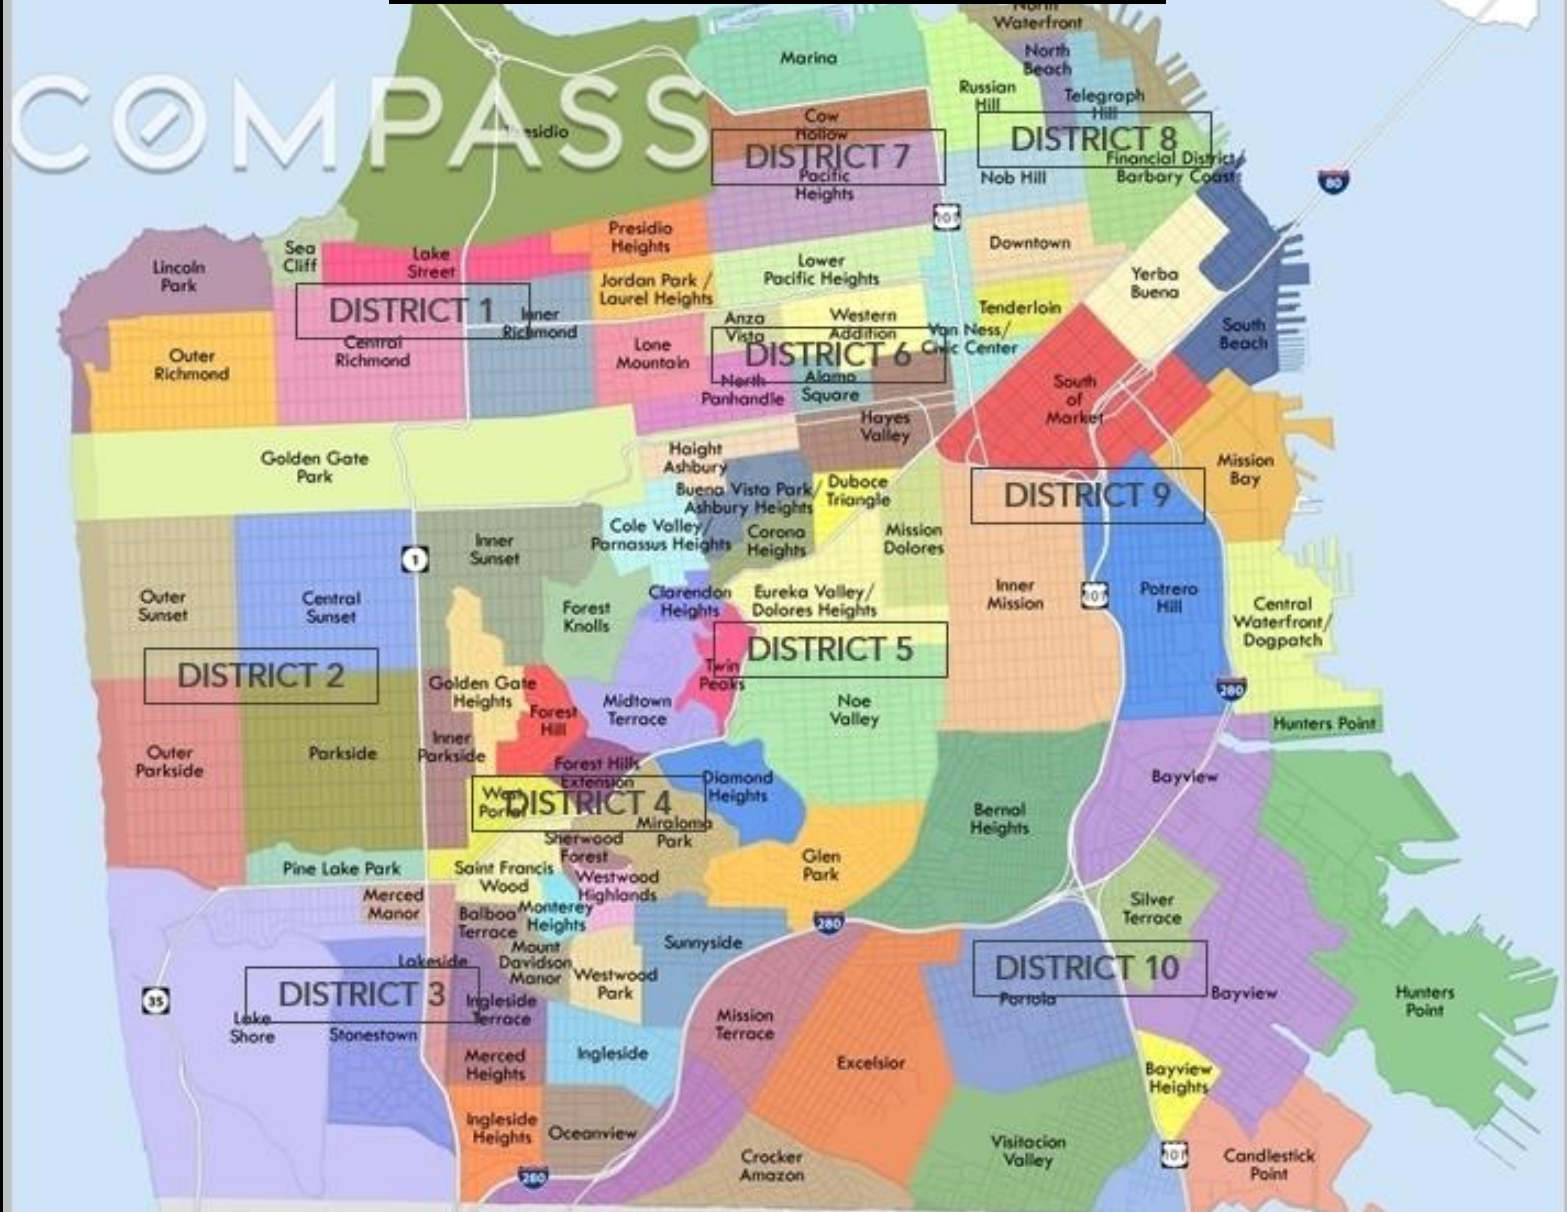 North
Waterfront
Marina
North
Beach
Russian
Hill
Telegraph
Hill
COMPASS
Presidio
Cow
Hollow
DISTRICT 7
DISTRICT 8
Pacific
Heights
Nob Hill
Financial District
Barbary Coast
80
101
Presidio
Heights
Downtown
Sea
Cliff
Lake
Street
Lincoln
Park
Lower
Pacific Heights
Jordan Park /
Laurel Heights
Yerba
Buena
DISTRICT 1
Inner
Richmond
Central
Richmond
Outer
Richmond
Lone
Mountain
Anza
Vista
Western
Addition
Tenderloin
Van Ness/
Civic Center
South
Beach
DISTRICT 6
North
Panhandle
Alamo
Square
South
of
Market
Hayes
Valley
Golden Gate
Park
Haight
Ashbury
Mission
Bay
Buena Vista Park/
Ashbury Heights
Duboce
Triangle
DISTRICT 9
Cole Valley/
Parnassus Heights
Corona
Heights
Mission
Dolores
1
Inner
Sunset
Outer
Sunset
Central
Sunset
Forest
Knolls
Clarendon
Heights
Eureka Valley/
Dolores Heights
Inner
Mission
101
Potrero
Hill
Central
Waterfront/
Dogpatch
DISTRICT 2
DISTRICT 5
Twin
Peaks
Golden Gate
Heights
Forest
Hill
Midtown
Terrace
Noe
Valley
280
Hunters Point
Outer
Parkside
Parkside
Inner
Parkside
Forest Hills
Extension
Diamond
Heights
Bayview
West
Portal
DISTRICT 4
Miraloma
Park
Bernal
Heights
Sherwood
Forest
Pine Lake Park
Saint Francis
Wood
Westwood
Highlands
Glen
Park
Merced
Manor
Balboa
Terrace
Monterey
Heights
280
Silver
Terrace
Sunnyside
Mount
Davidson
Manor
Lakeside
Westwood
Park
35
DISTRICT 3
DISTRICT 10
Portola
Bayview
Hunters
Point
Lake
Shore
Stonestown
Ingleside
Terrace
Mission
Terrace
Merced
Heights
Ingleside
Excelsior
Bayview
Heights
Ingleside
Heights
Oceanview
280
Crocker
Amazon
Visitacion
Valley
101
Candlestick
Point